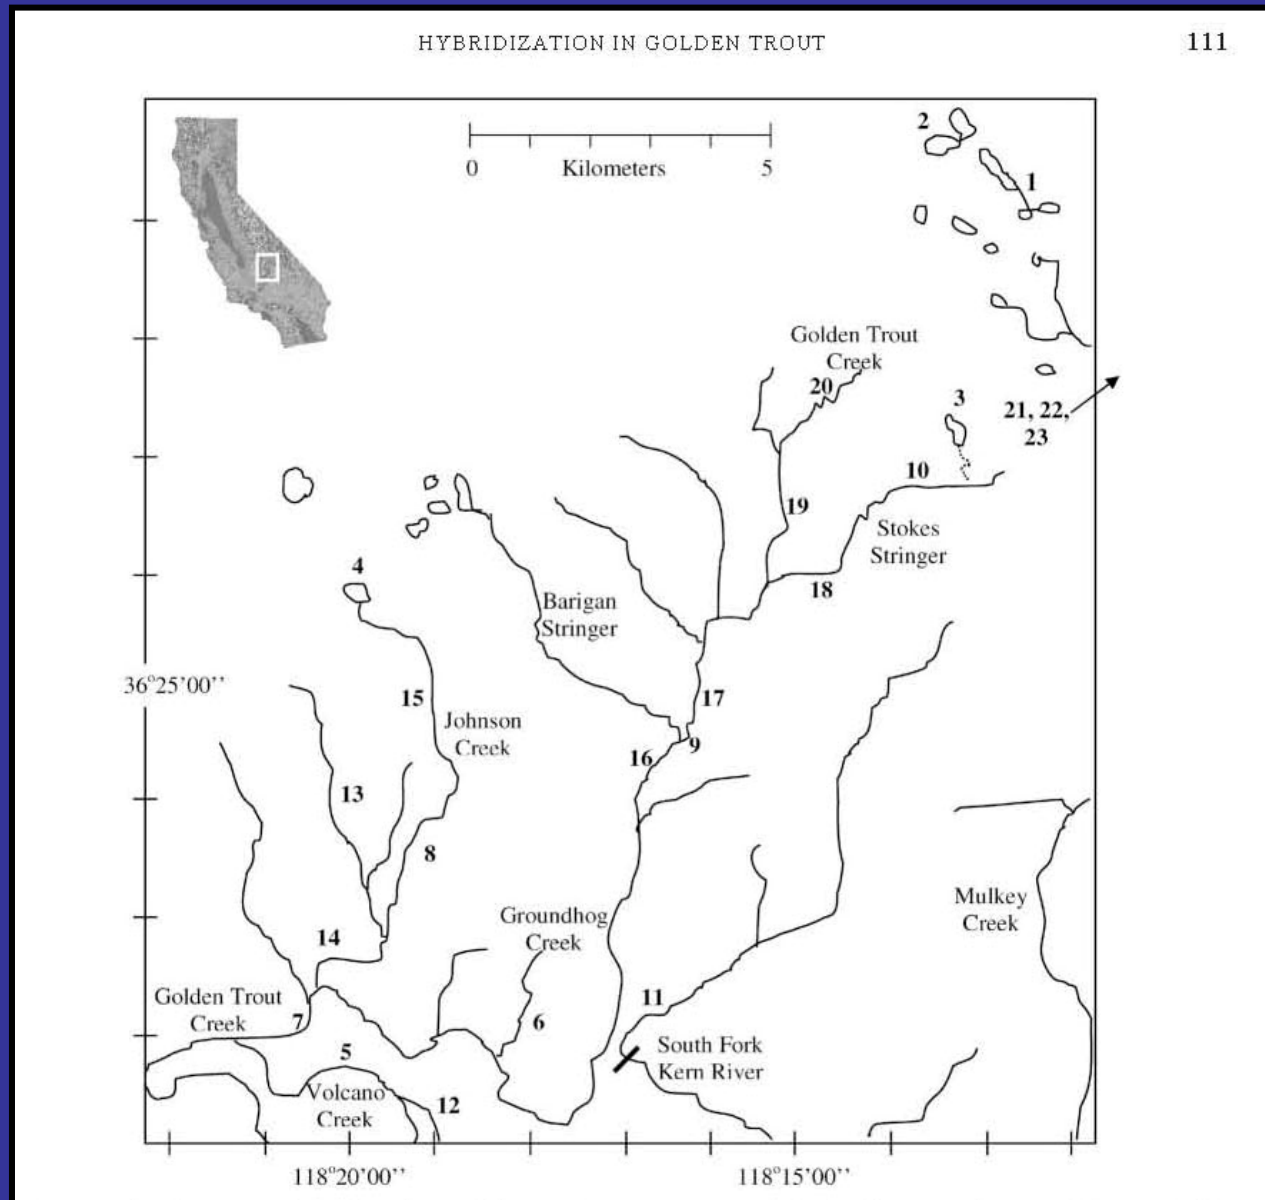 HYBRIDIZATION IN GOLDEN TROUT
111
0
Kilometers
5
2
1
Golden Trout
Creek
20
3
21, 22,
23
10
19
Stokes
Stringer
4
18
Barigan
Stringer
36°25'00''
15
17
Johnson
Creek
9
16
13
8
Mulkey
Creek
Groundhog
Creek
14
11
Golden Trout
Creek
7
6
5
South Fork
Kern River
Volcano
Creek
12
118°20'00''
118°15'00''